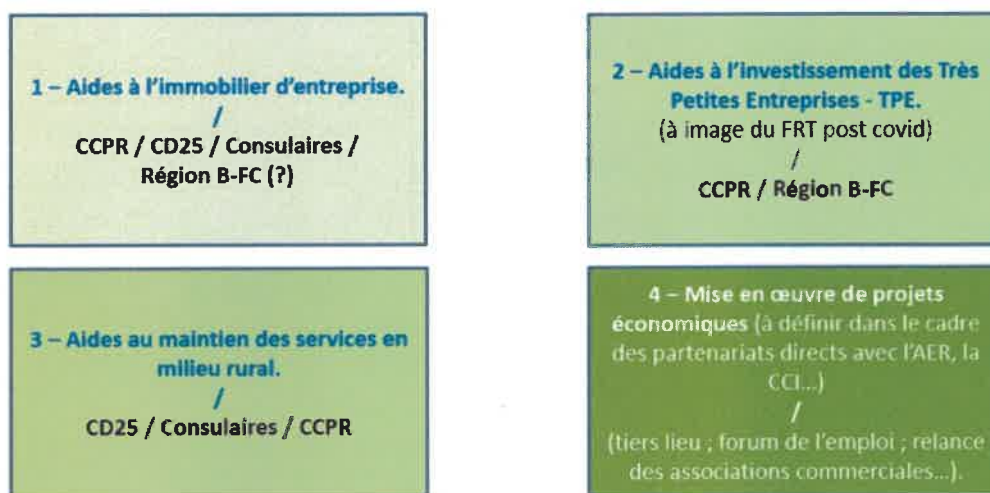 1 – Aides à l'immobilier d'entreprise.
/
CCPR / CD25 / Consulaires /
Région B-FC (?)
2 – Aides à l'investissement des Très
Petites Entreprises - TPE.
(à image du FRT post covid)
/
CCPR / Région B-FC
3 – Aides au maintien des services en
milieu rural.
/
CD25 / Consulaires / CCPR
4 – Mise en œuvre de projets
économiques (à définir dans le cadre
des partenariats directs avec l'AER, la
CCI...)
/
(tiers lieu ; forum de l'emploi ; relance
des associations commerciales...).